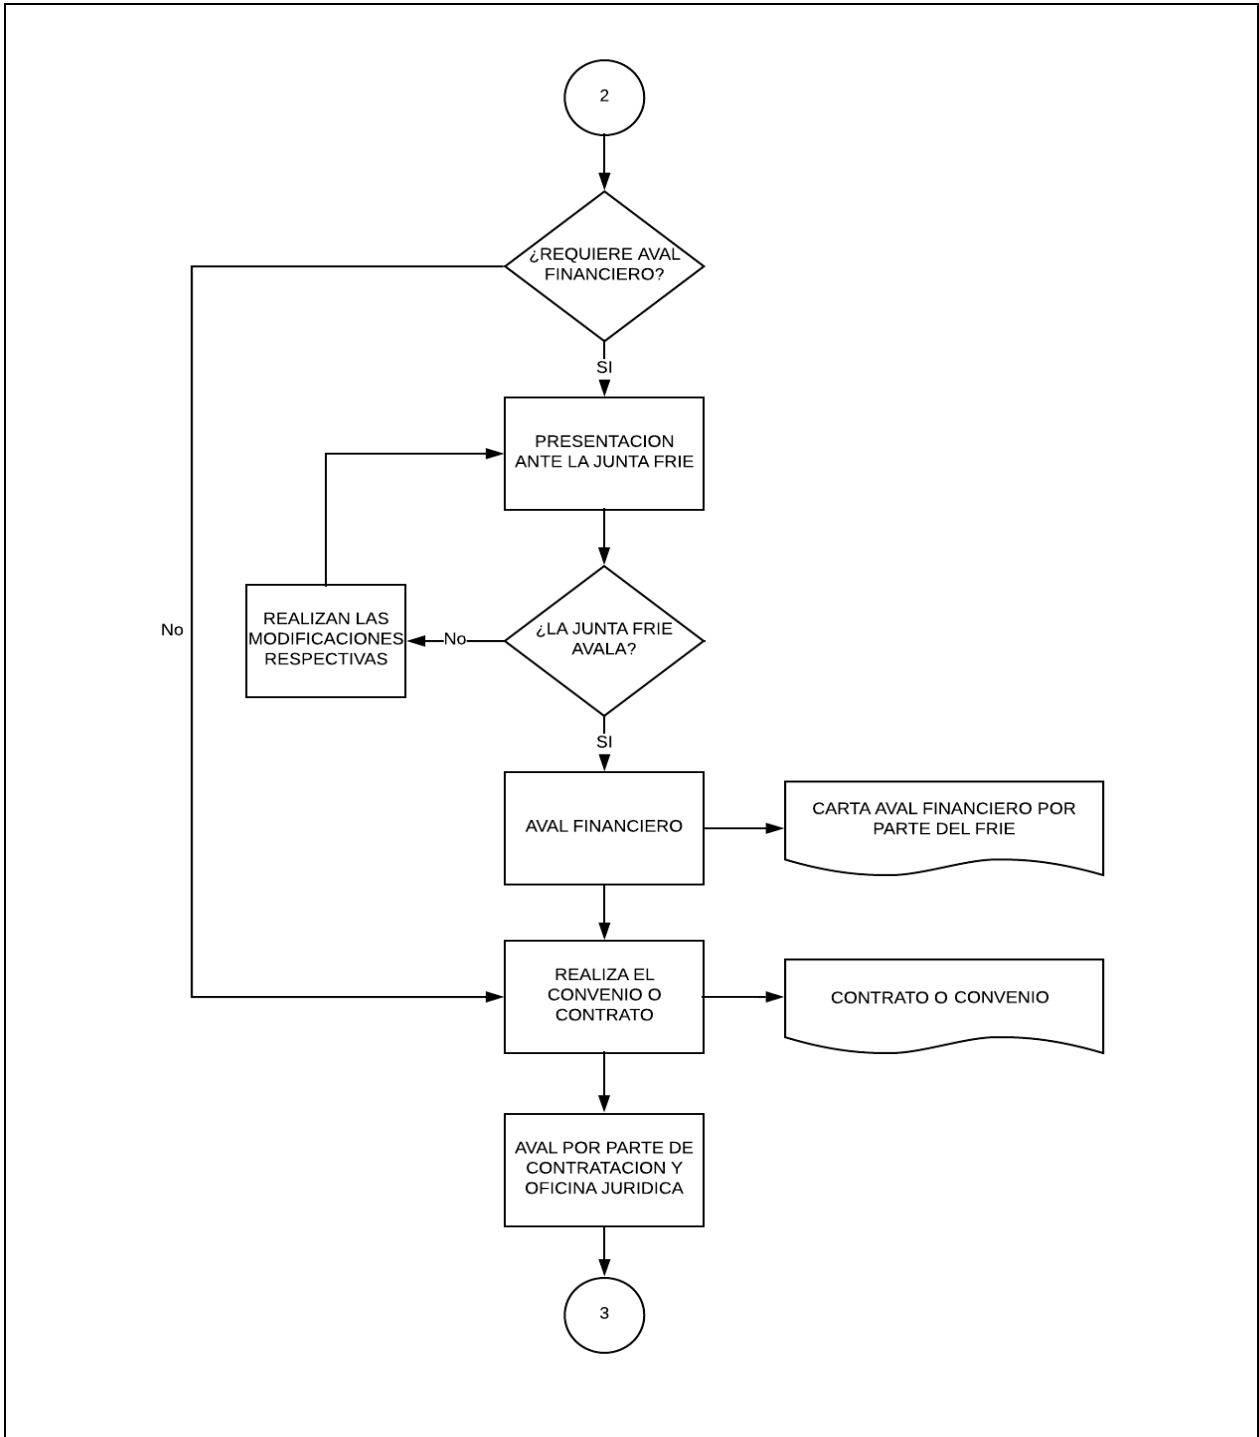 2
¿REQUIERE AVAL
FINANCIERO?
SI
PRESENTACION
ANTE LA JUNTA FRIE
REALIZAN LAS
MODIFICACIONES
RESPECTIVAS
No
No
¿LA JUNTA FRIE
AVALA?
SI
AVAL FINANCIERO
CARTA AVAL FINANCIERO POR
PARTE DEL FRIE
REALIZA EL
CONVENIO O
CONTRATO
CONTRATO O CONVENIO
AVAL POR PARTE DE
CONTRATACION Y
OFICINA JURIDICA
3